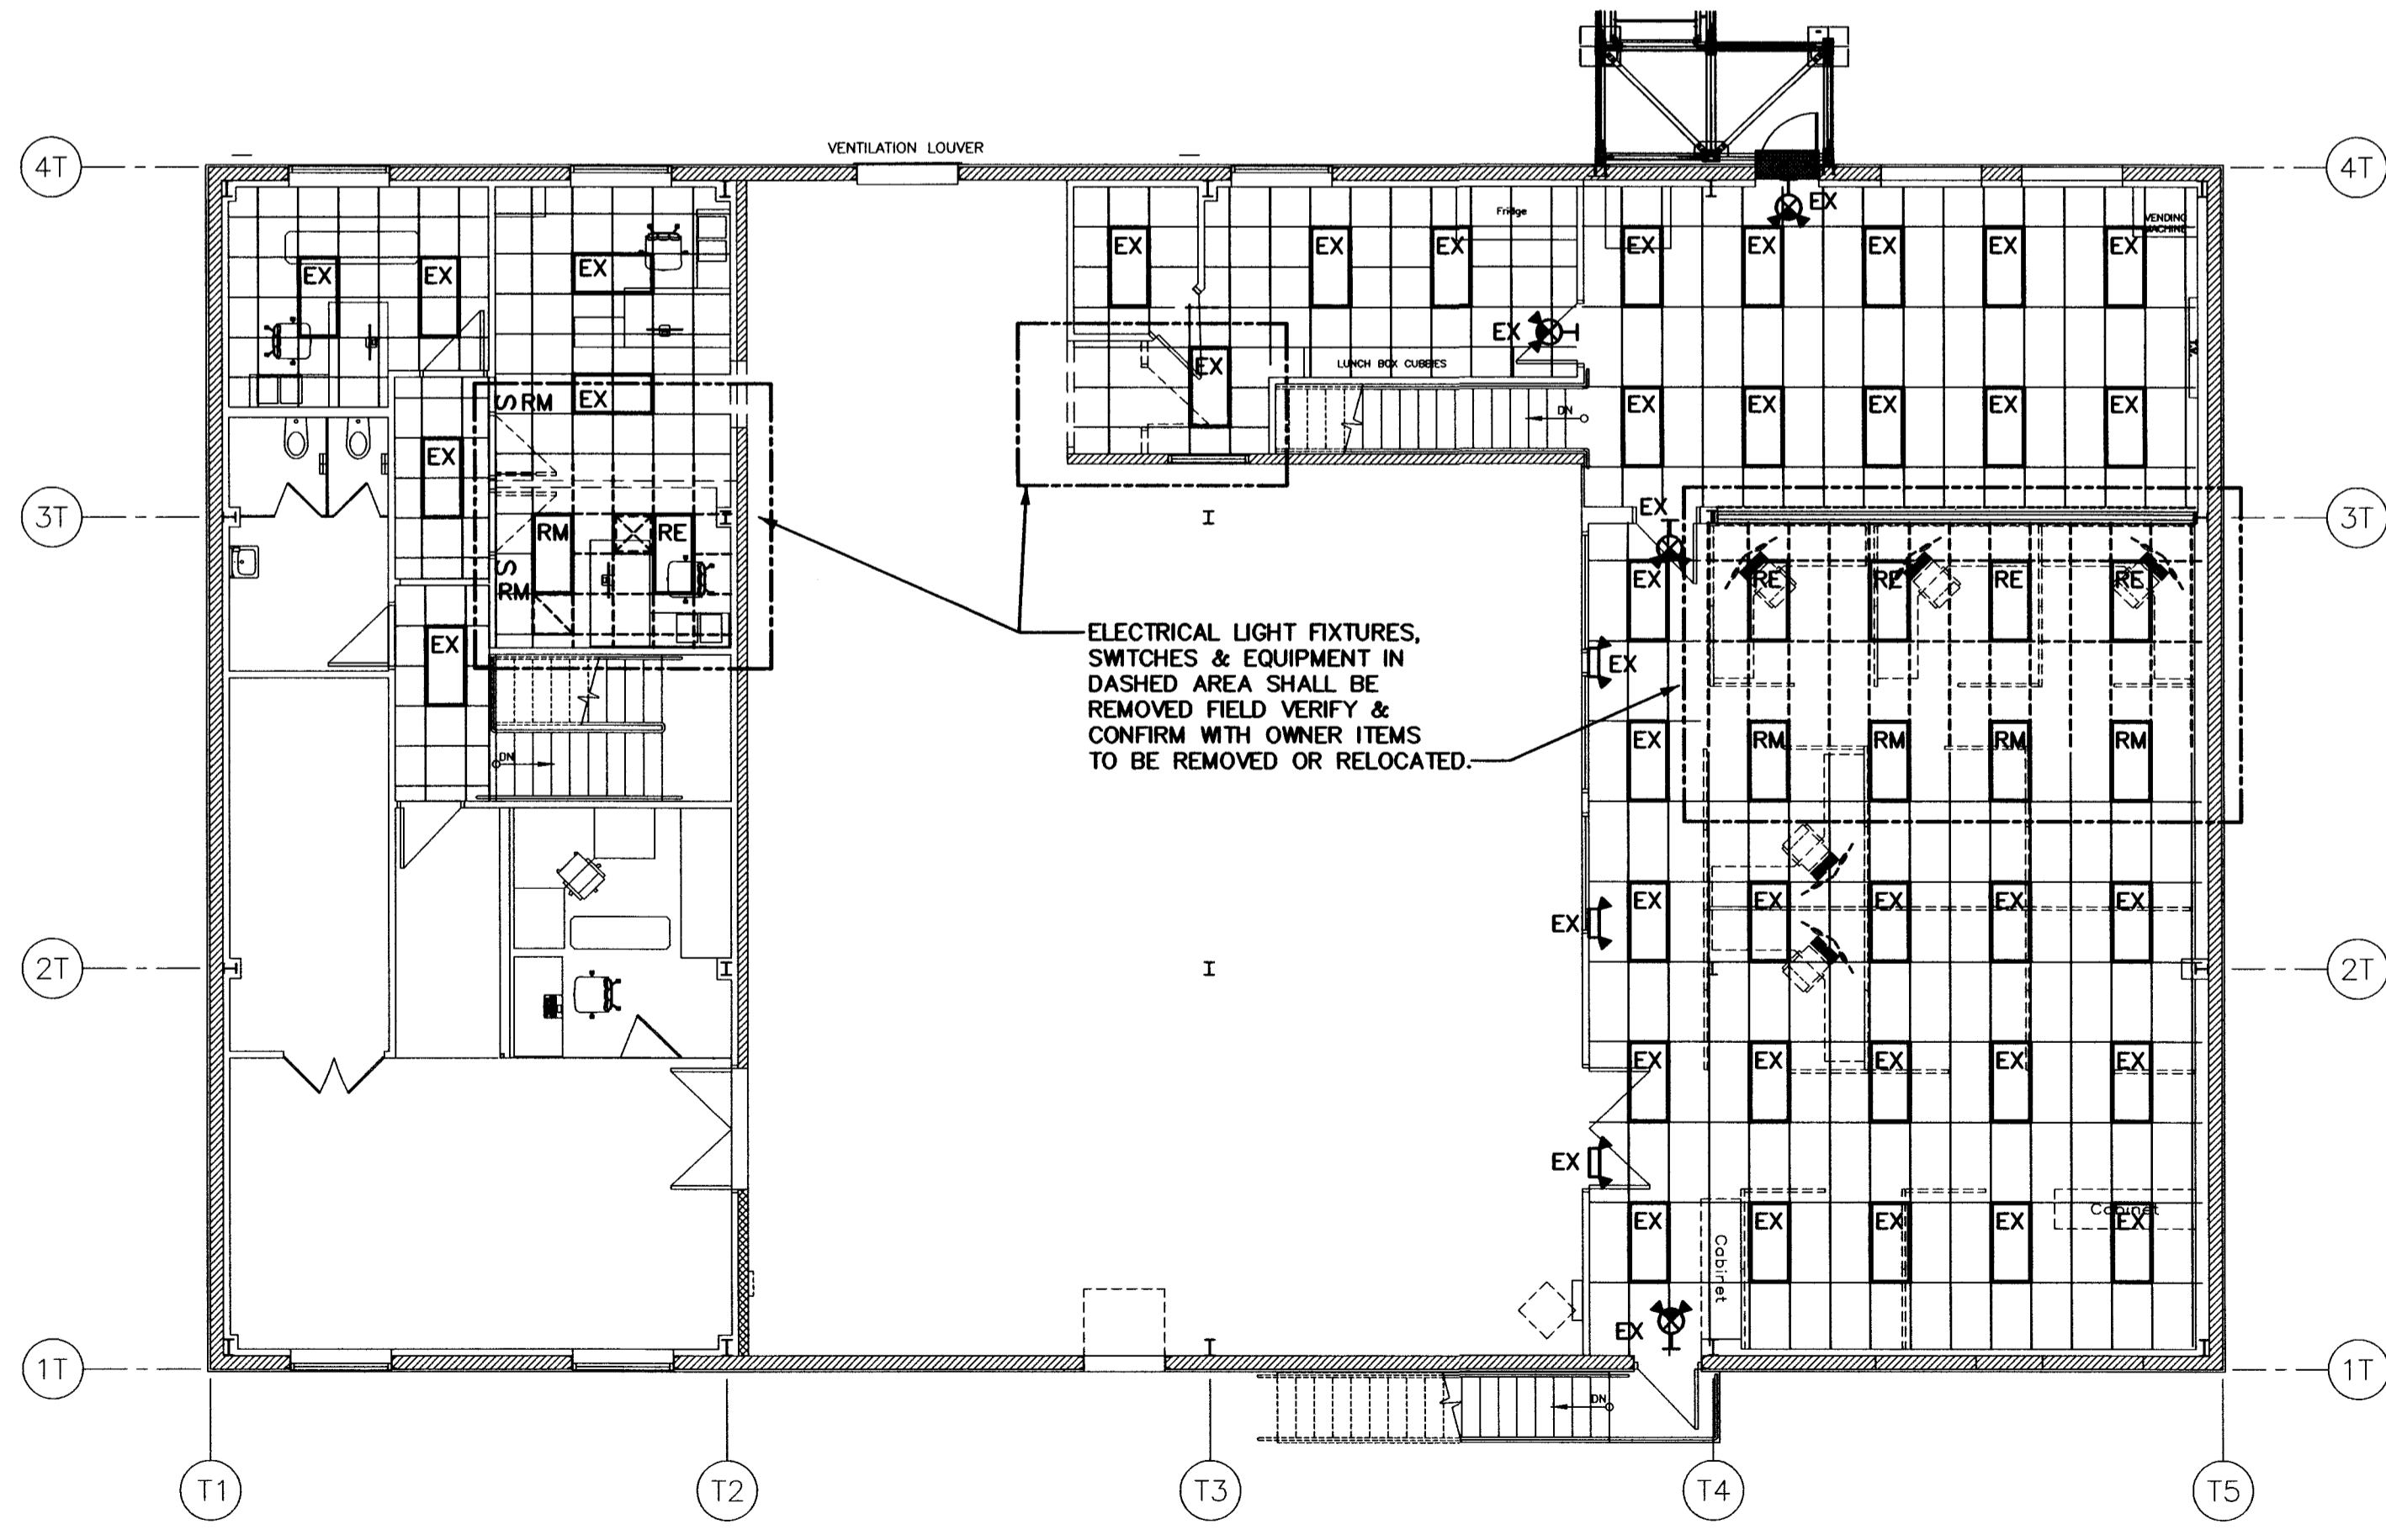 VENTILATION LOUVER
4T
4T
EX
VENDING
MACHINE
Fridge
EX
EX
EX
EX
EX
EX
EX
EX
EX
EX
EX
EX
EX
EX
T.V.
EX
LUNCH BOX CUBBIES
S RM
EX
EX
EX
EX
EX
EX
DN
EX
3T
EX
3T
RM
RE
S
RM
EX
RE
RE
RE
RE
EX
ELECTRICAL LIGHT FIXTURES,
SWITCHES & EQUIPMENT IN
DASHED AREA SHALL BE
REMOVED FIELD VERIFY &
CONFIRM WITH OWNER ITEMS
TO BE REMOVED OR RELOCATED.
EX
EX
RM
RM
RM
RM
DN
EX
EX
EX
EX
EX
EX
2T
2T
EX
EX
EX
EX
EX
EX
Cabinet
EX
EX
EX
EX
EX
Cabinet
EX
1T
1T
DN
T1
T2
T3
T4
T5